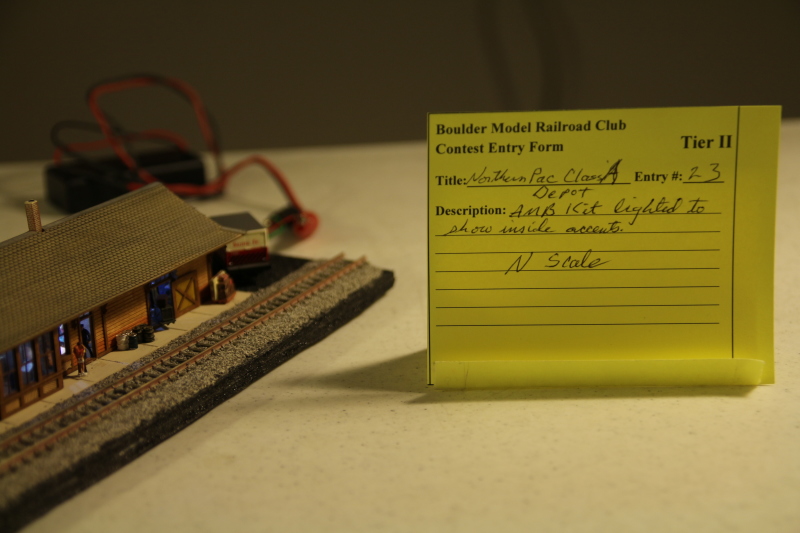 Boulder Model Railroad Club
Contest Entry Form Tier II
Title: Northern Pac Class A Entry #: 23
Depot
Description: AMB Kit lighted to
show inside accents.
N Scale